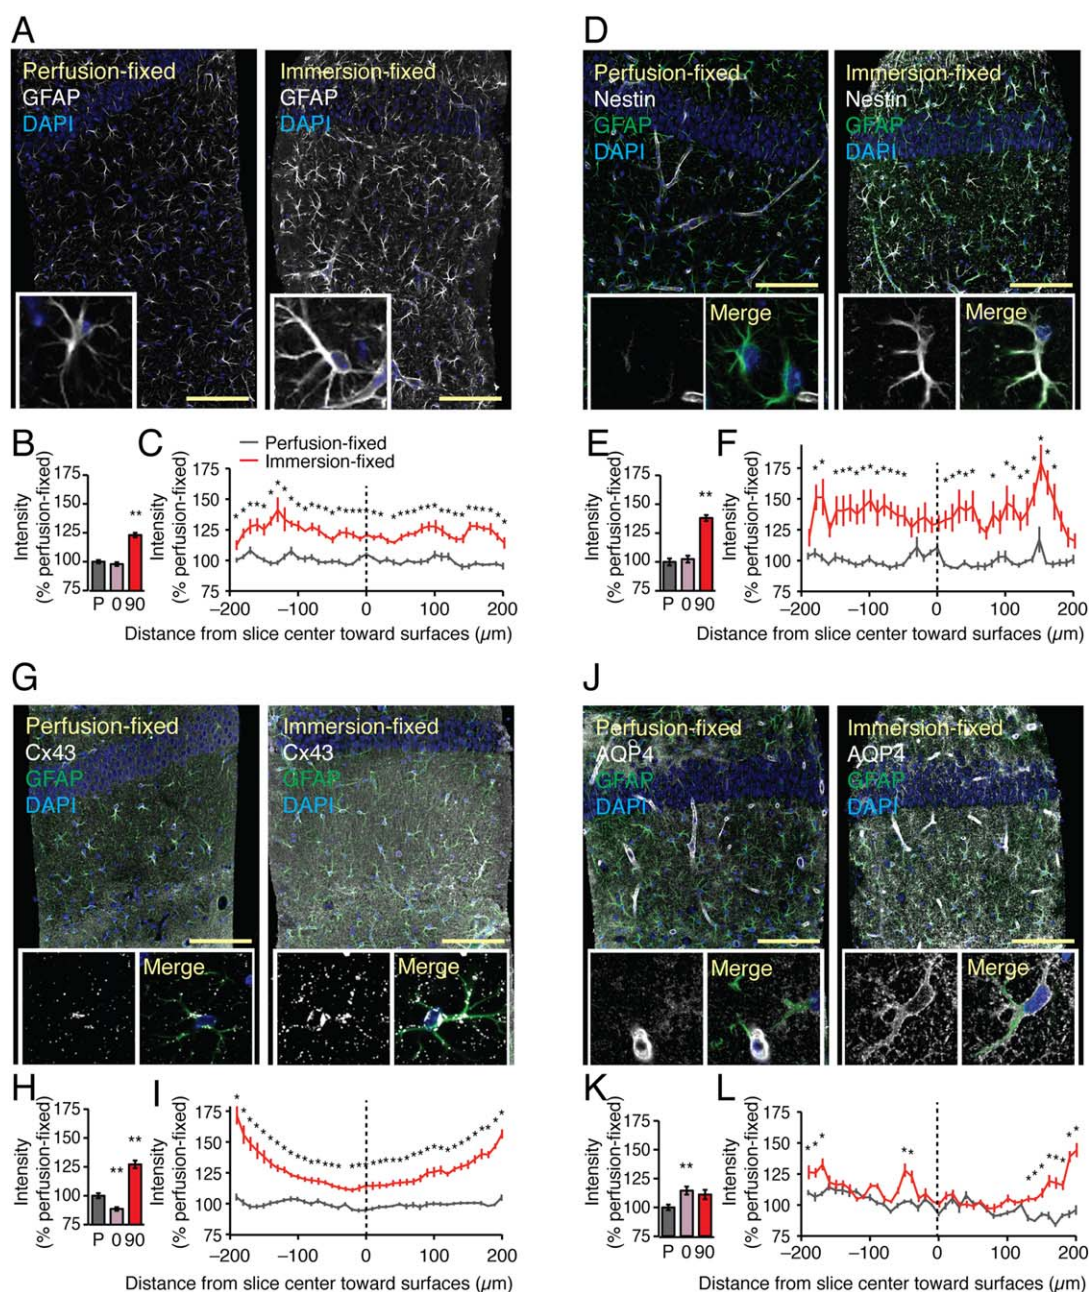 A
Perfusion-fixed
GFAP
DAPI
Immersion-fixed
GFAP
DAPI
D
Perfusion-fixed
Nestin
GFAP
DAPI
Merge
Immersion-fixed
Nestin
GFAP
DAPI
Merge
B
Intensity
(% perfusion-fixed)
175
150
125
100
75
**
P 0 90
C
Perfusion-fixed
Immersion-fixed
Intensity
(% perfusion-fixed)
175
150
125
100
75
−200 −100 0 100 200
Distance from slice center toward surfaces (µm)
E
Intensity
(% perfusion-fixed)
175
150
125
100
75
**
P 0 90
F
Intensity
(% perfusion-fixed)
175
150
125
100
75
−200 −100 0 100 200
Distance from slice center toward surfaces (µm)
G
Perfusion-fixed
Cx43
GFAP
DAPI
Merge
Immersion-fixed
Cx43
GFAP
DAPI
Merge
J
Perfusion-fixed
AQP4
GFAP
DAPI
Merge
Immersion-fixed
AQP4
GFAP
DAPI
Merge
H
Intensity
(% perfusion-fixed)
175
150
125
100
75
** **
P 0 90
I
Intensity
(% perfusion-fixed)
175
150
125
100
75
−200 −100 0 100 200
Distance from slice center toward surfaces (µm)
K
Intensity
(% perfusion-fixed)
175
150
125
100
75
**
P 0 90
L
Intensity
(% perfusion-fixed)
175
150
125
100
75
−200 −100 0 100 200
Distance from slice center toward surfaces (µm)